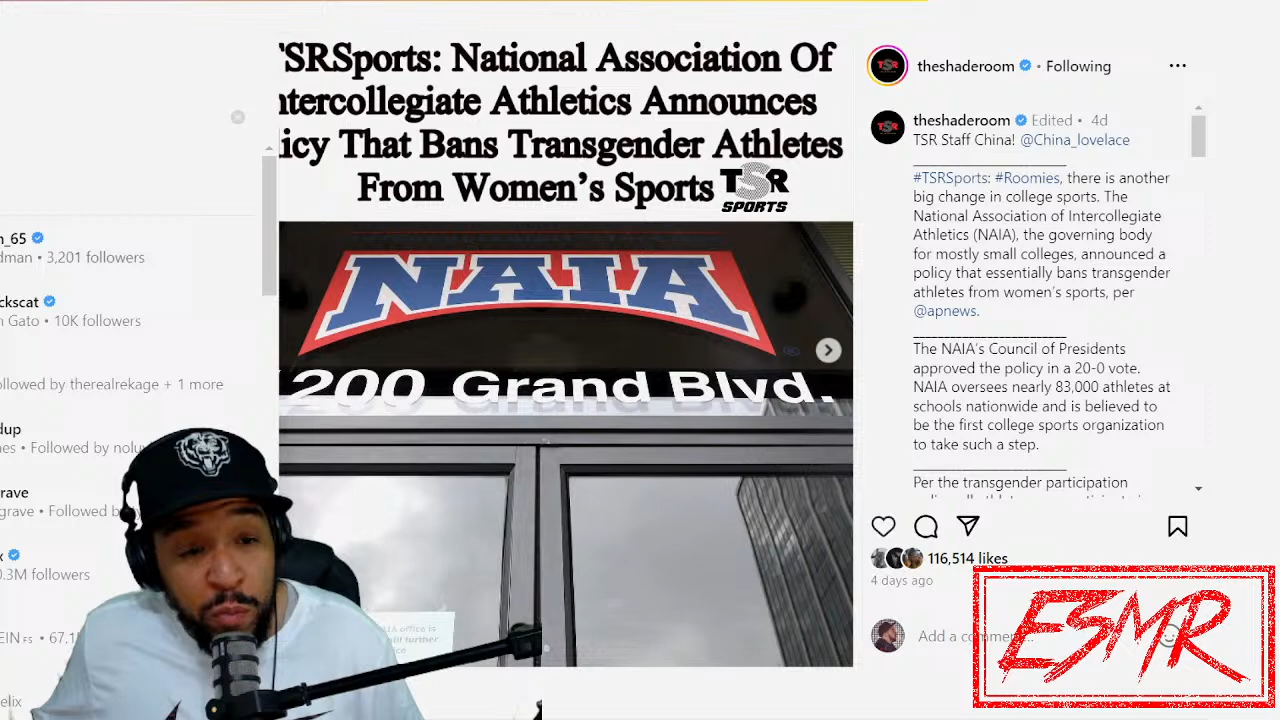 TSRSports: National Association Of
ntercollegiate Athletics Announces
icy That Bans Transgender Athletes
From Women's Sports TSR
SPORTS
NAIA
200 Grand Blvd.
n_65
dman • 3,201 followers
ckscat
n Gato • 10K followers
ollowed by therealrekage + 1 more
dup
nes • Followed by nolu
grave
grave • Followed b
x
0.3M followers
EIN FS • 67.1
elix
theshaderoom • Following
theshaderoom Edited • 4d
TSR Staff China! @China_lovelace
#TSRSports: #Roomies, there is another
big change in college sports. The
National Association of Intercollegiate
Athletics (NAIA), the governing body
for mostly small colleges, announced a
policy that essentially bans transgender
athletes from women's sports, per
@apnews.
The NAIA's Council of Presidents
approved the policy in a 20-0 vote.
NAIA oversees nearly 83,000 athletes at
schools nationwide and is believed to
be the first college sports organization
to take such a step.
Per the transgender participation
116,514 likes
4 days ago
Add a comment...
ESMR